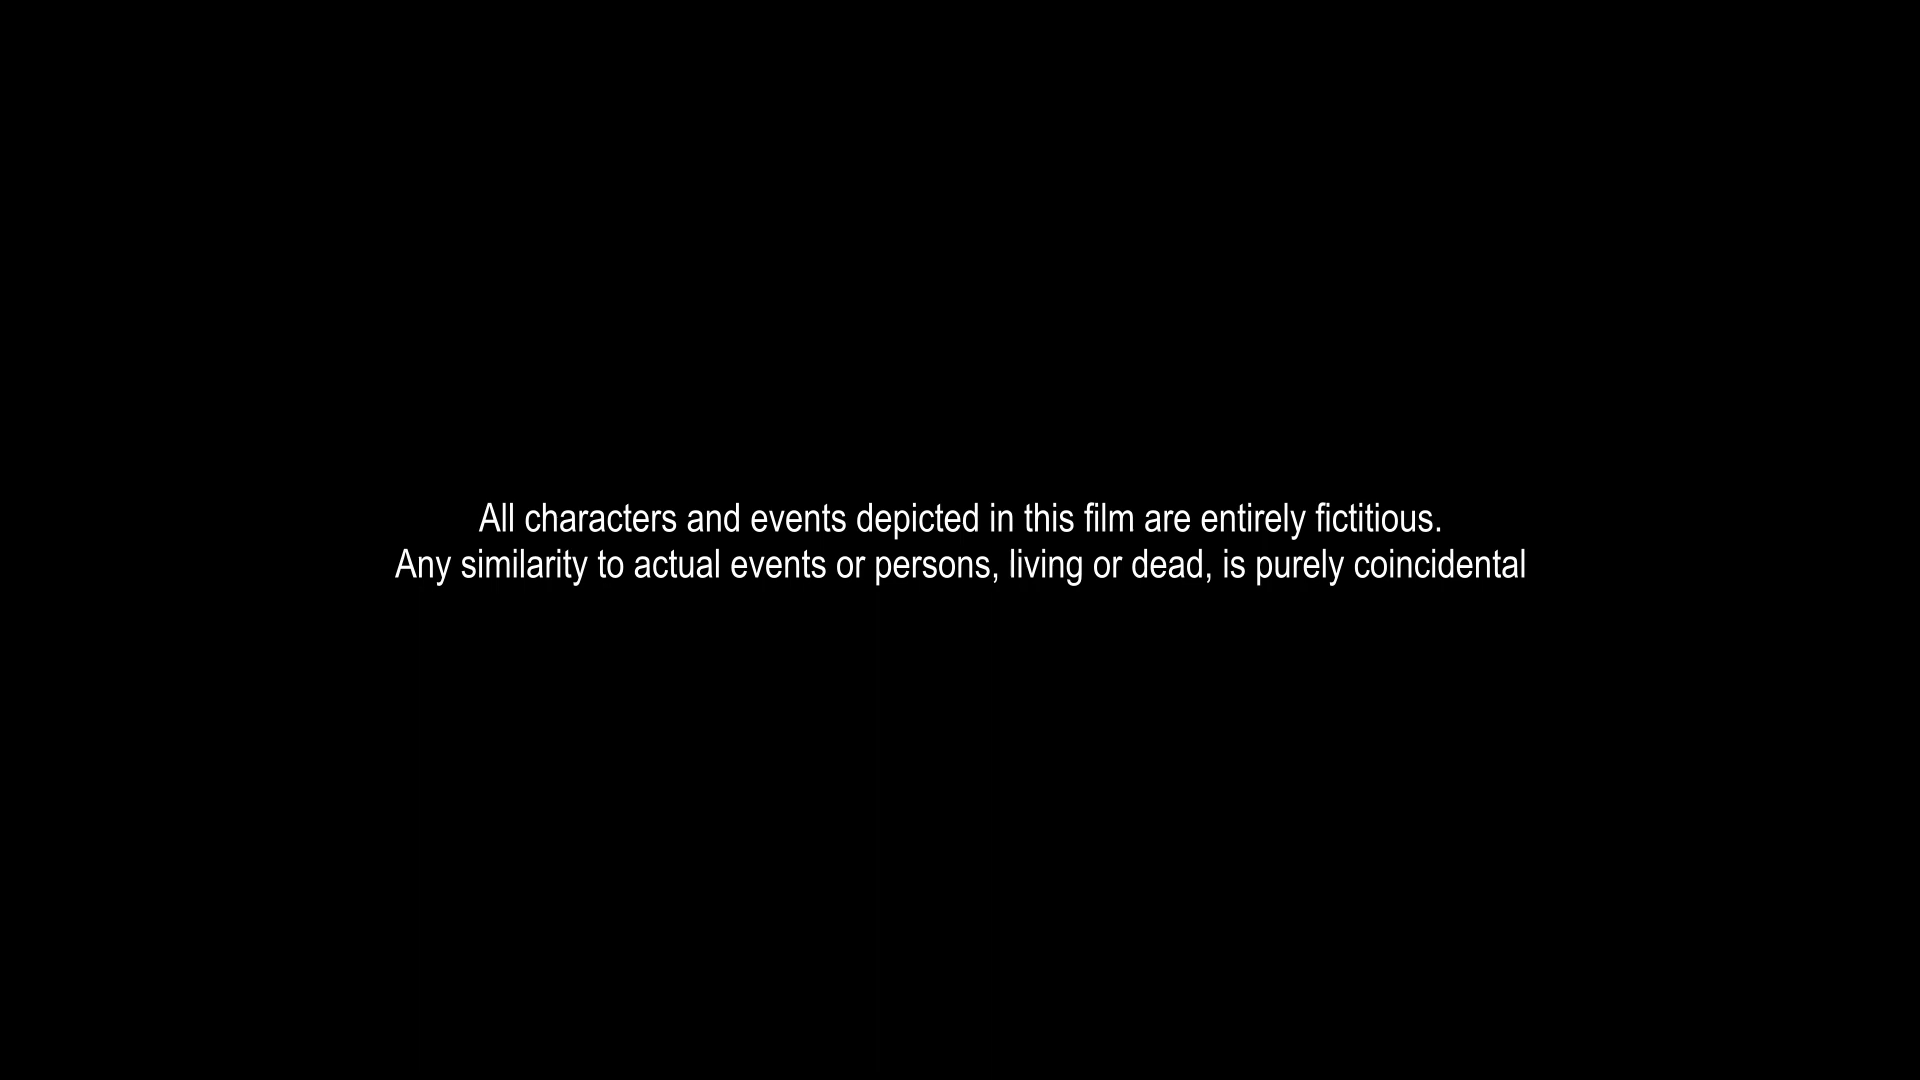 All characters and events depicted in this film are entirely fictitious.
Any similarity to actual events or persons, living or dead, is purely coincidental